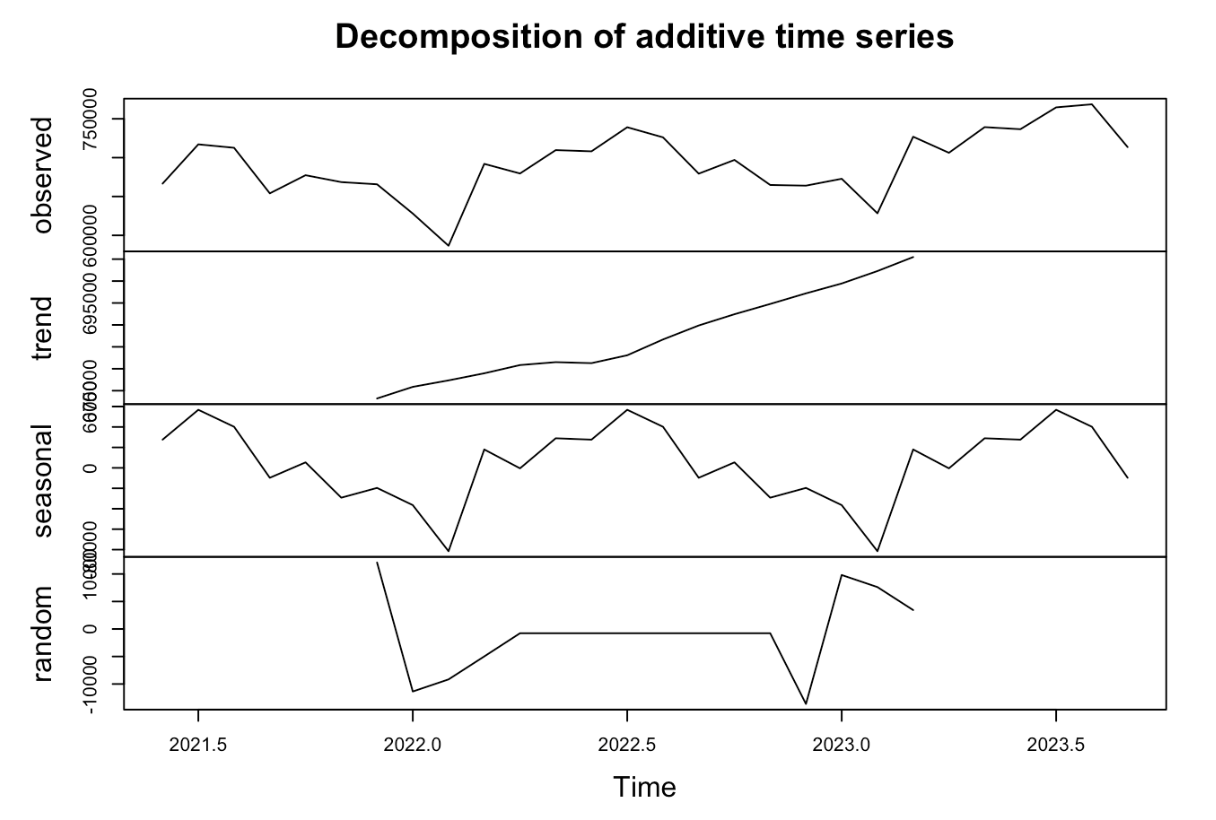 Decomposition of additive time series
observed
750000
600000
trend
695000
seasonal
0
random
0
-10000
2021.5 2022.0 2022.5 2023.0 2023.5
Time